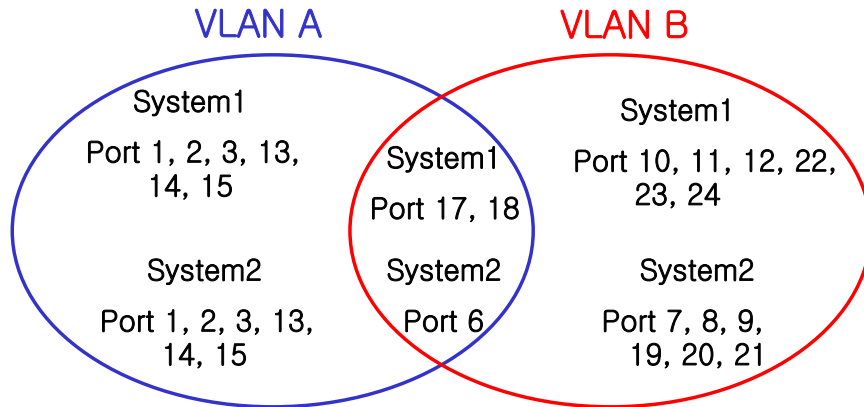 VLAN A
VLAN B
System1
Port 1, 2, 3, 13,
14, 15
System2
Port 1, 2, 3, 13,
14, 15
System1
Port 17, 18
System2
Port 6
System1
Port 10, 11, 12, 22,
23, 24
System2
Port 7, 8, 9,
19, 20, 21